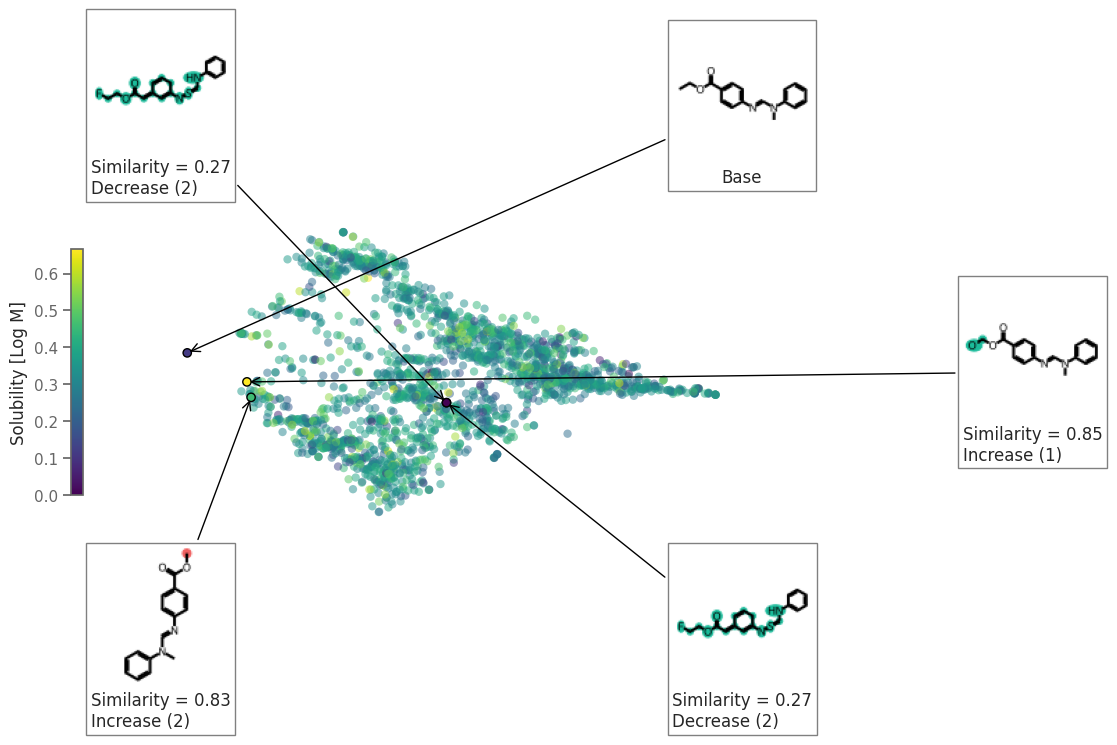 Similarity = 0.27
Decrease (2)
Base
Similarity = 0.85
Increase (1)
Solubility [Log M]
0.6
0.5
0.4
0.3
0.2
0.1
0.0
Similarity = 0.83
Increase (2)
Similarity = 0.27
Decrease (2)